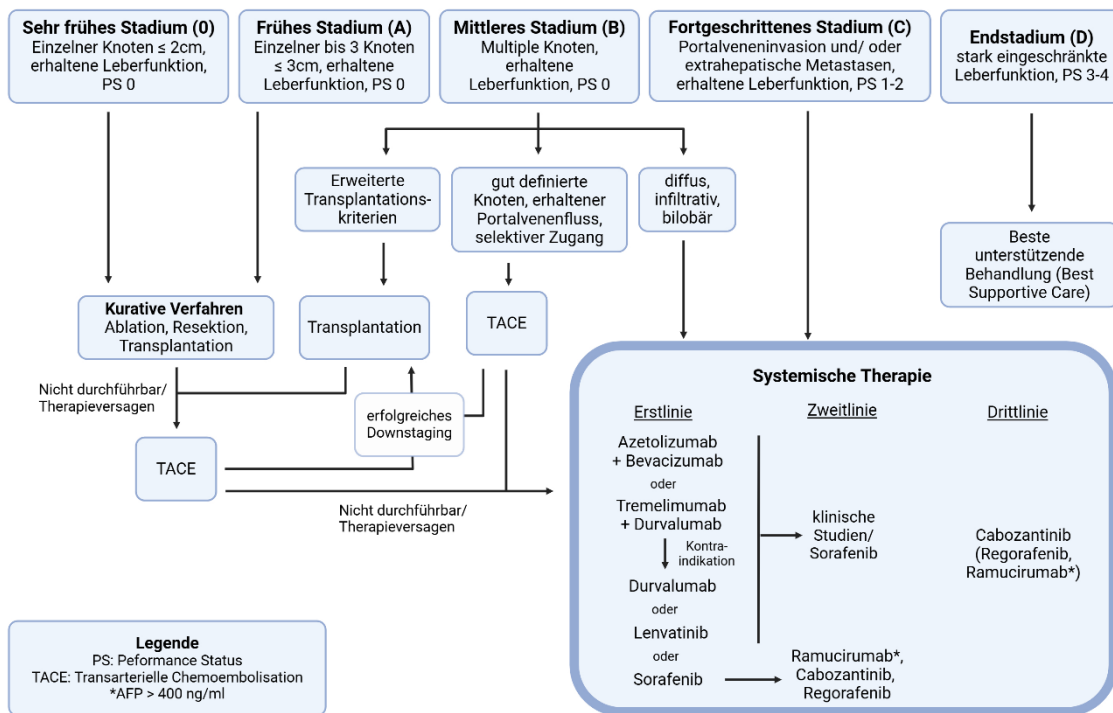 Sehr frühes Stadium (0)
Einzelner Knoten ≤ 2cm,
erhaltene Leberfunktion,
PS 0
Frühes Stadium (A)
Einzelner bis 3 Knoten
≤ 3cm, erhaltene
Leberfunktion, PS 0
Mittleres Stadium (B)
Multiple Knoten,
erhaltene
Leberfunktion, PS 0
Fortgeschrittenes Stadium (C)
Portalveneninvasion und/ oder
extrahepatische Metastasen,
erhaltene Leberfunktion, PS 1-2
Endstadium (D)
stark eingeschränkte
Leberfunktion, PS 3-4
Erweiterte
Transplantations-
kriterien
gut definierte
Knoten, erhaltener
Portalvenenfluss,
selektiver Zugang
diffus,
infiltrativ,
bilobär
Beste
unterstützende
Behandlung (Best
Supportive Care)
Kurative Verfahren
Ablation, Resektion,
Transplantation
Transplantation
TACE
Nicht durchführbar/
Therapieversagen
erfolgreiches
Downstaging
TACE
Nicht durchführbar/
Therapieversagen
Systemische Therapie
Erstlinie
Azetolizumab
+ Bevacizumab
oder
Tremelimumab
+ Durvalumab
Kontra-
indikation
Durvalumab
oder
Lenvatinib
oder
Sorafenib
Zweitlinie
klinische
Studien/
Sorafenib
Ramucirumab*,
Cabozantinib,
Regorafenib
Drittlinie
Cabozantinib
(Regorafenib,
Ramucirumab*)
Legende
PS: Peformance Status
TACE: Transarterielle Chemoembolisation
*AFP > 400 ng/ml